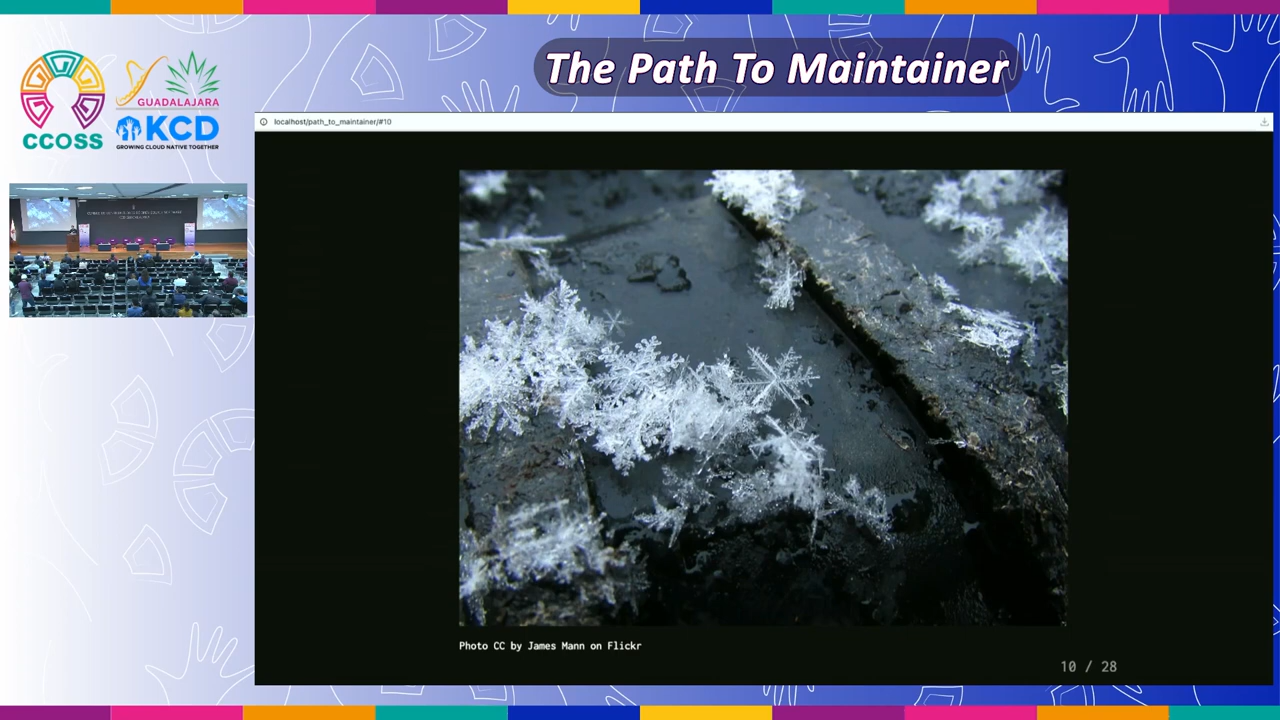 The Path To Maintainer
CCOSS
GUADALAJARA
KCD
GROWING CLOUD NATIVE TOGETHER
localhost/path_to_maintainer/#10
Photo CC by James Mann on Flickr
10 / 28